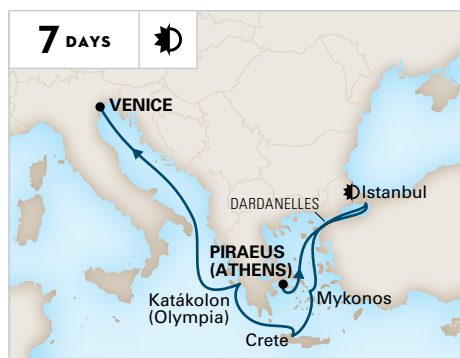 7 DAYS
VENICE
Istanbul
DARDANELLES
PIRAEUS
(ATHENS)
Katákolon
(Olympia)
Mykonos
Crete